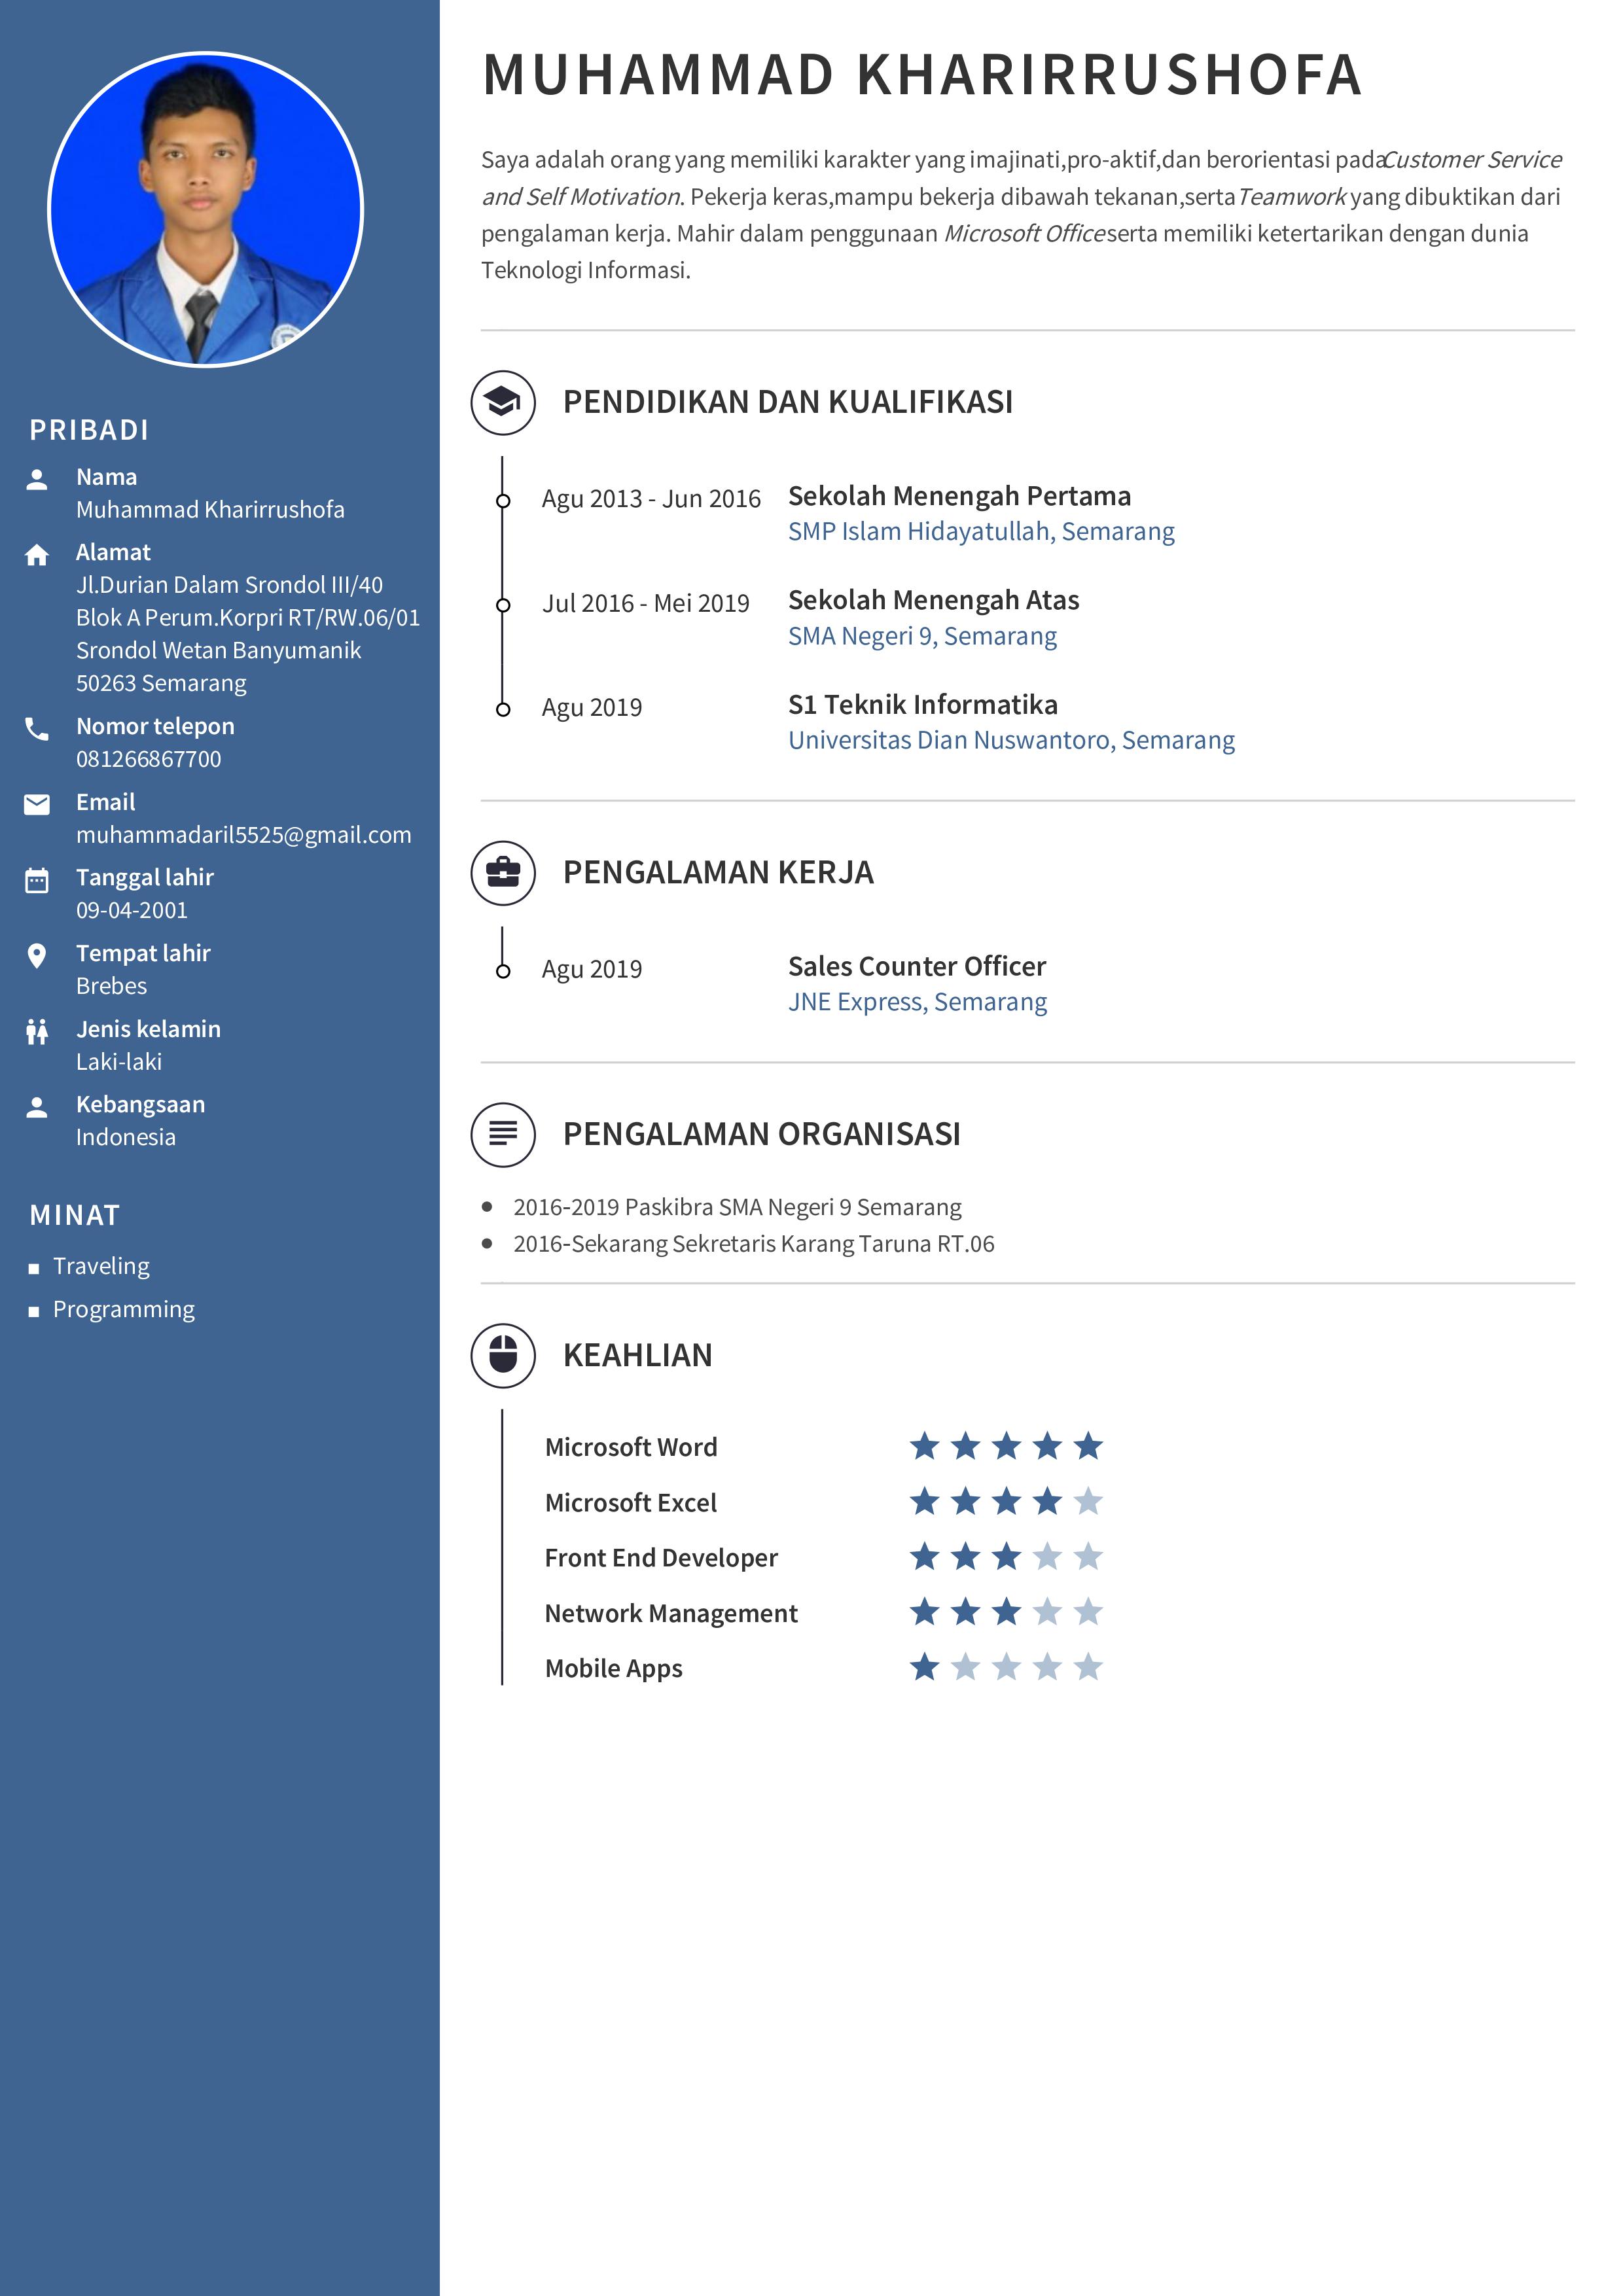 MUHAMMAD KHARIRRUSHOFA
Saya adalah orang yang memiliki karakter yang imajinati,pro-aktif,dan berorientasi pada Customer Service
and Self Motivation. Pekerja keras,mampu bekerja dibawah tekanan,serta Teamwork yang dibuktikan dari
pengalaman kerja. Mahir dalam penggunaan Microsoft Office serta memiliki ketertarikan dengan dunia
Teknologi Informasi.
PRIBADI
Nama
Muhammad Kharirrushofa
Alamat
Jl.Durian Dalam Srondol III/40
Blok A Perum.Korpri RT/RW.06/01
Srondol Wetan Banyumanik
50263 Semarang
Nomor telepon
081266867700
Email
muhammadaril5525@gmail.com
Tanggal lahir
09-04-2001
Tempat lahir
Brebes
Jenis kelamin
Laki-laki
Kebangsaan
Indonesia
MINAT
Traveling
Programming
PENDIDIKAN DAN KUALIFIKASI
Agu 2013 - Jun 2016 Sekolah Menengah Pertama
SMP Islam Hidayatullah, Semarang
Jul 2016 - Mei 2019 Sekolah Menengah Atas
SMA Negeri 9, Semarang
Agu 2019 S1 Teknik Informatika
Universitas Dian Nuswantoro, Semarang
PENGALAMAN KERJA
Agu 2019 Sales Counter Officer
JNE Express, Semarang
PENGALAMAN ORGANISASI
2016-2019 Paskibra SMA Negeri 9 Semarang
2016-Sekarang Sekretaris Karang Taruna RT.06
KEAHLIAN
Microsoft Word
Microsoft Excel
Front End Developer
Network Management
Mobile Apps